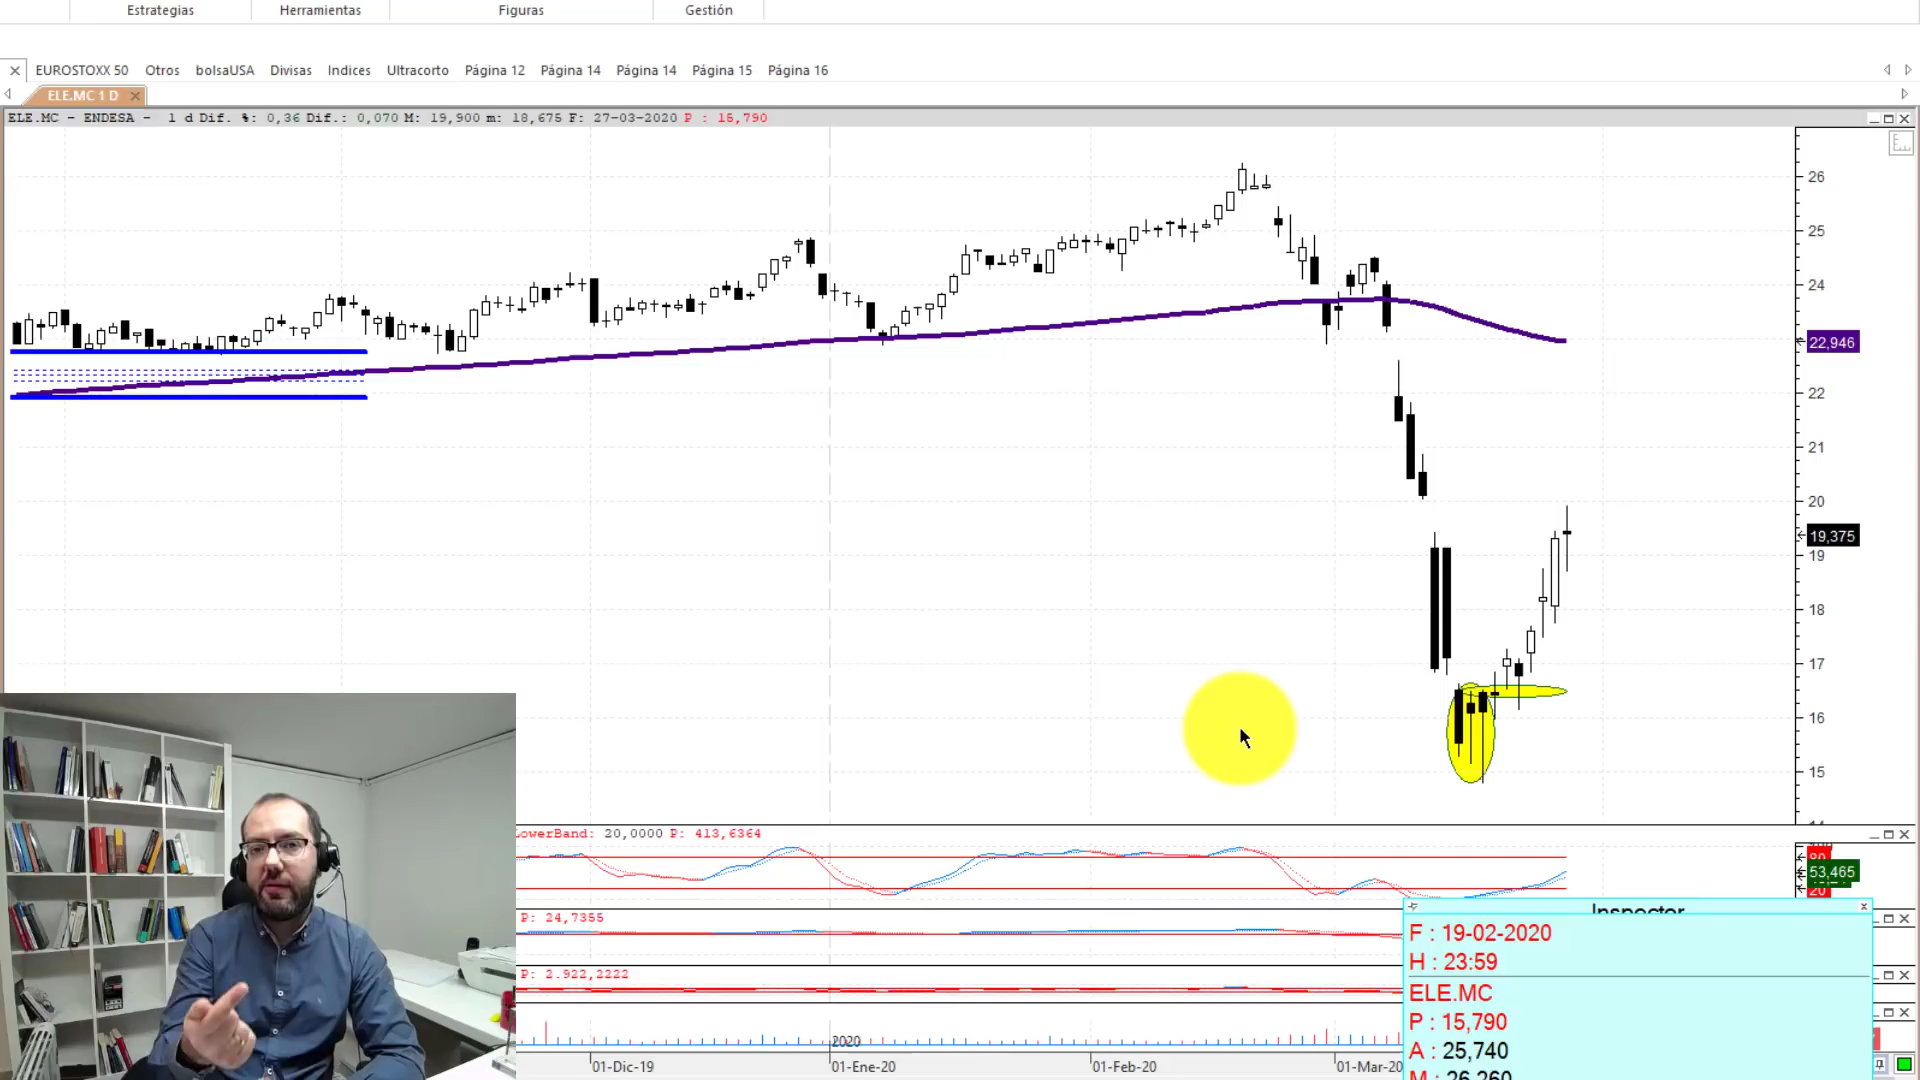 Estrategias Herramientas Figuras Gestión
EUROSTOXX 50 Otros bolsaUSA Divisas Indices Ultracorto Página 12 Página 14 Página 14 Página 15 Página 16
ELE.MC 1 D
ELE.MC - ENDESA - 1 d Dif. %: 0,36 Dif.: 0,070 M: 19,900 m: 18,675 F: 27-03-2020 P : 15,790
26
25
24
22,946
22
21
20
19,375
19
18
17
16
15
LowerBand: 20,0000 P: 413,6364
80
53,465
20
P: 24,7355
P: 2.922,2222
Inspector
F : 19-02-2020
H : 23:59
ELE.MC
P : 15,790
A : 25,740
M : 26,260
2020
01-Dic-19 01-Ene-20 01-Feb-20 01-Mar-20